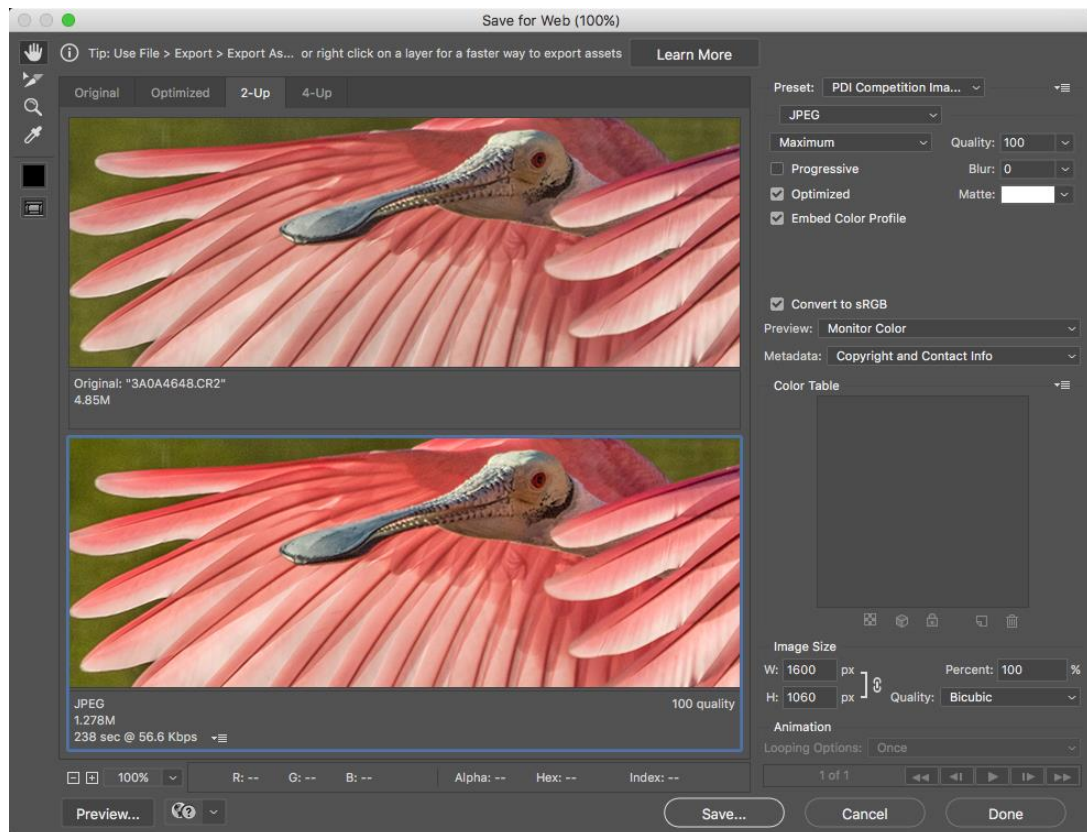 Save for Web (100%)
Tip: Use File > Export > Export As... or right click on a layer for a faster way to export assets
Learn More
Original Optimized 2-Up 4-Up
Original: "3A0A4648.CR2"
4.85M
JPEG 100 quality
1.278M
238 sec @ 56.6 Kbps
100% R: -- G: -- B: -- Alpha: -- Hex: -- Index: --
Preview... Save... Cancel Done
Preset: PDI Competition Ima...
JPEG
Maximum Quality: 100
Progressive Blur: 0
Optimized Matte:
Embed Color Profile
Convert to sRGB
Preview: Monitor Color
Metadata: Copyright and Contact Info
Color Table
Image Size
W: 1600 px Percent: 100 %
H: 1060 px Quality: Bicubic
Animation
Looping Options: Once
1 of 1